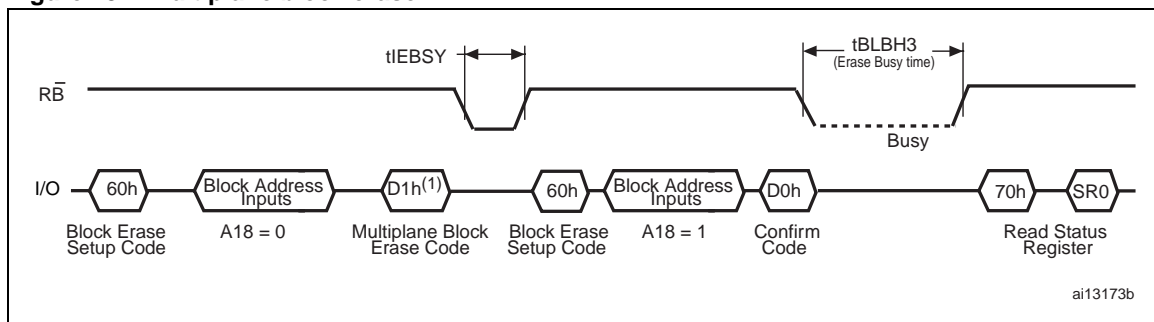 tIEBSY
tBLBH3
(Erase Busy time)
RB̅
Busy
I/O
60h
Block Address
Inputs
D1h(1)
60h
Block Address
Inputs
D0h
70h
SR0
Block Erase
Setup Code
A18 = 0
Multiplane Block
Erase Code
Block Erase
Setup Code
A18 = 1
Confirm
Code
Read Status
Register
ai13173b